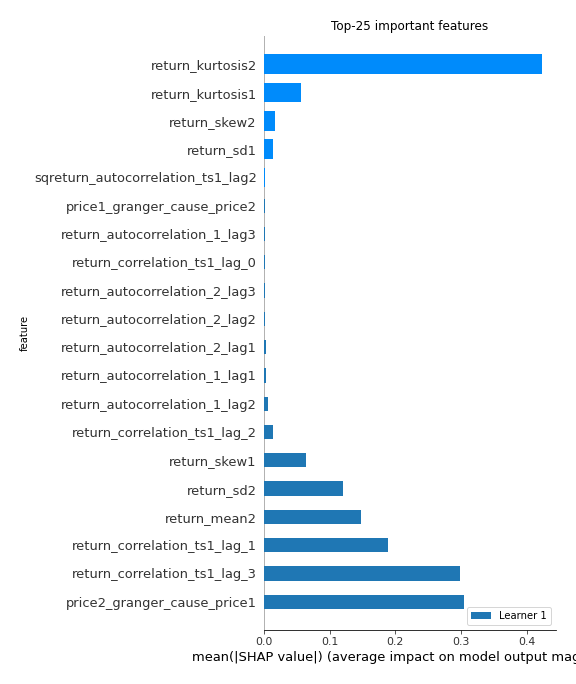 Top-25 important features
return_kurtosis2
return_kurtosis1
return_skew2
return_sd1
sqreturn_autocorrelation_ts1_lag2
price1_granger_cause_price2
return_autocorrelation_1_lag3
return_correlation_ts1_lag_0
return_autocorrelation_2_lag3
return_autocorrelation_2_lag2
return_autocorrelation_2_lag1
return_autocorrelation_1_lag1
return_autocorrelation_1_lag2
return_correlation_ts1_lag_2
return_skew1
return_sd2
return_mean2
return_correlation_ts1_lag_1
return_correlation_ts1_lag_3
price2_granger_cause_price1
feature
Learner 1
0.0 0.1 0.2 0.3 0.4
mean(|SHAP value|) (average impact on model output mag